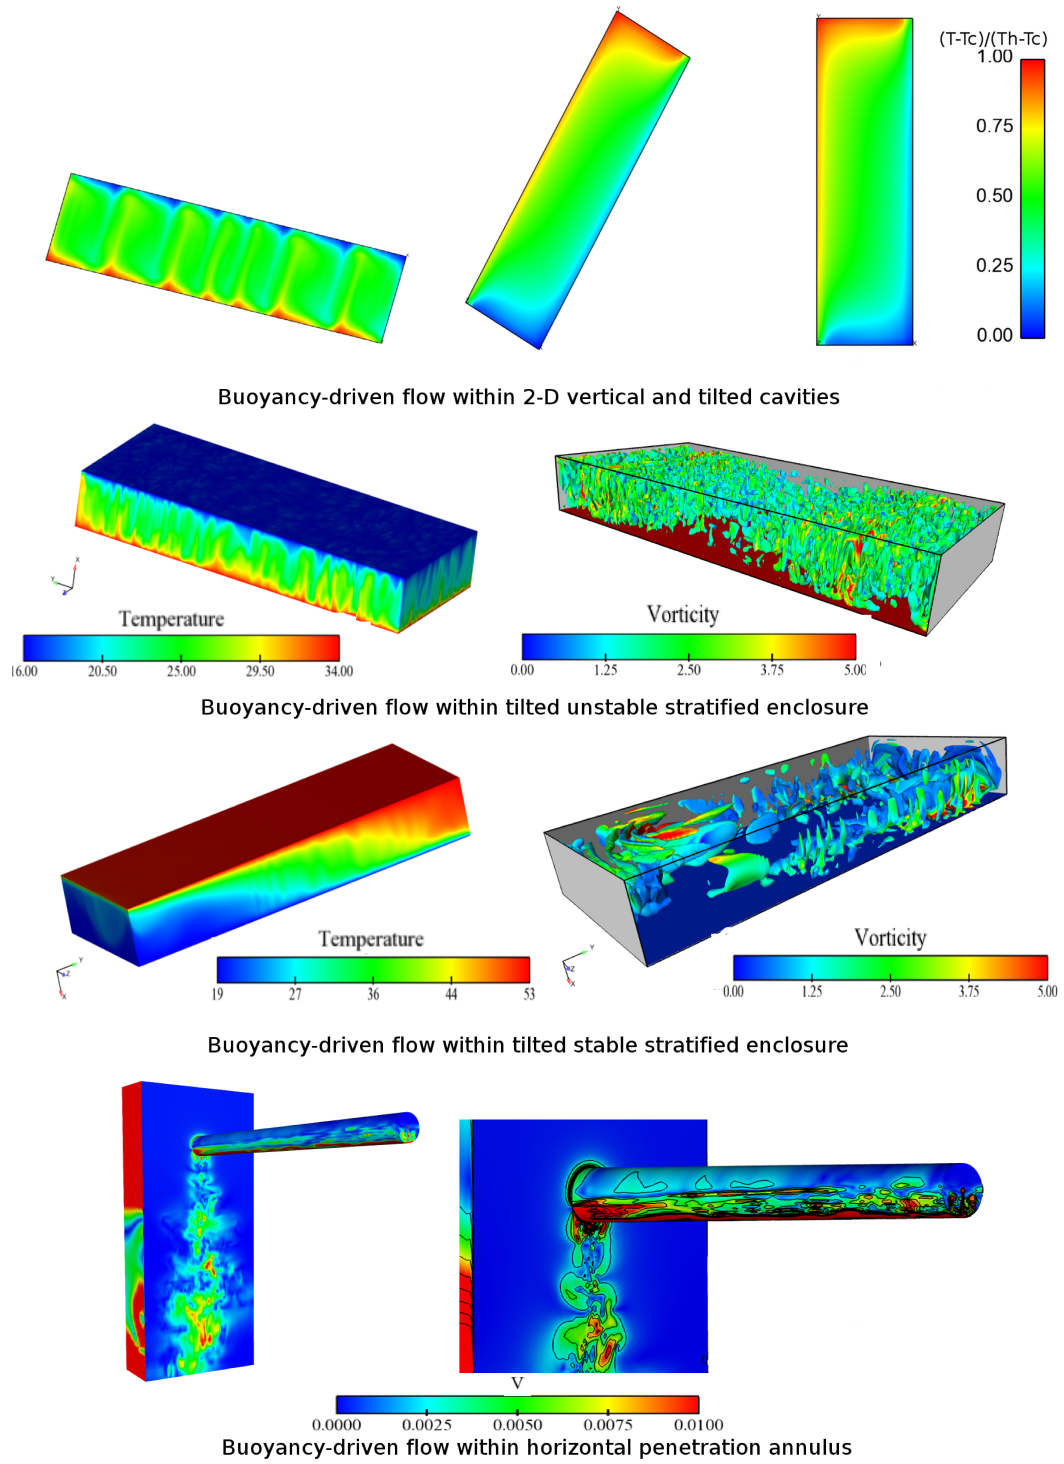 (T-Tc)/(Th-Tc)
1.00
0.75
0.50
0.25
0.00
Buoyancy-driven flow within 2-D vertical and tilted cavities
Temperature
16.00 20.50 25.00 29.50 34.00
Vorticity
0.00 1.25 2.50 3.75 5.00
Buoyancy-driven flow within tilted unstable stratified enclosure
Temperature
19 27 36 44 53
Vorticity
0.00 1.25 2.50 3.75 5.00
Buoyancy-driven flow within tilted stable stratified enclosure
V
0.0000 0.0025 0.0050 0.0075 0.0100
Buoyancy-driven flow within horizontal penetration annulus